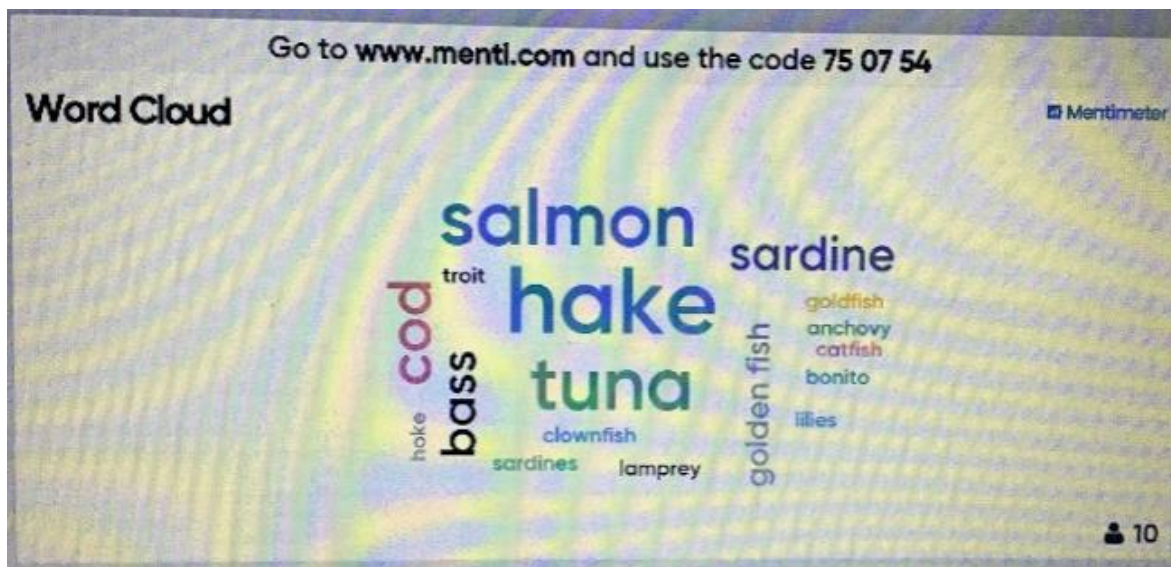 Go to www.menti.com and use the code 75 07 54
Word Cloud
Mentimeter
salmon
sardine
troit
hake
cod
goldfish
anchovy
catfish
bass
tuna
golden fish
bonito
hoke
clownfish
lilies
sardines
lamprey
10